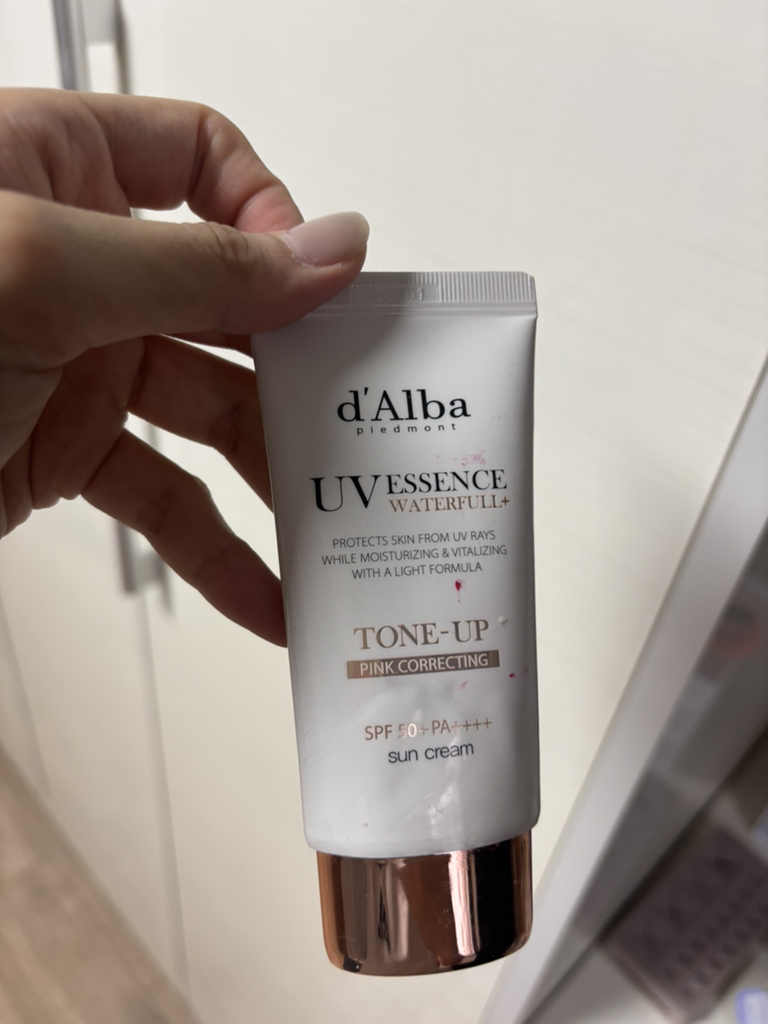 d'Alba
piedmont
UV ESSENCE
WATERFULL+
PROTECTS SKIN FROM UV RAYS
WHILE MOISTURIZING & VITALIZING
WITH A LIGHT FORMULA
TONE-UP
PINK CORRECTING
SPF 50+ PA++++
sun cream